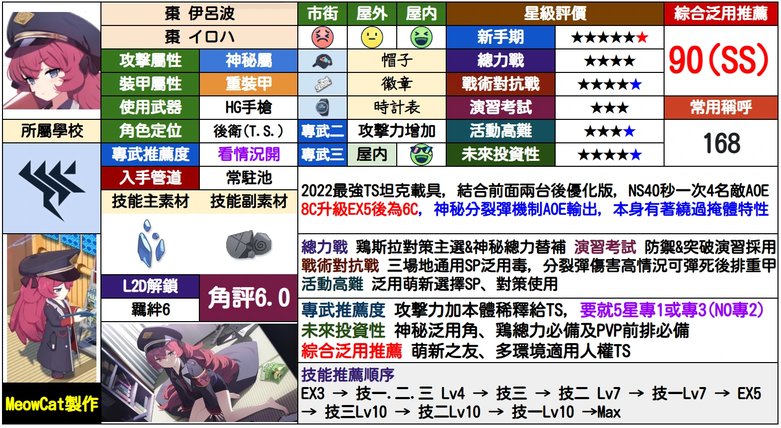 棗 伊呂波
棗 イロハ
攻擊屬性 神秘屬
裝甲屬性 重裝甲
使用武器 HG手槍
所屬學校
角色定位 後衛(T.S.)
專武推薦度 看情況開
入手管道 常駐池
技能主素材 技能副素材
L2D解鎖
羈絆6
角評6.0
MeowCat製作
市街 屋外 屋內
帽子
徽章
時計表
專武二 攻擊力增加
專武三 屋內
星級評價
新手期 ★★★★★★
總力戰 ★★★★
戰術對抗戰 ★★★★★
演習考試 ★★★
活動高難 ★★★★
未來投資性 ★★★★★
綜合泛用推薦
90(SS)
常用稱呼
168
2022最強TS坦克載具, 結合前面兩台後優化版, NS40秒一次4名敵AOE
8C升級EX5後為6C, 神秘分裂彈機制AOE輸出, 本身有著繞過掩體特性
總力戰 鶏斯拉對策主選&神秘總力替補 演習考試 防禦&突破演習採用
戰術對抗戰 三場地通用SP泛用毒, 分裂彈傷害高情況可彈死後排重甲
活動高難 泛用萌新選擇SP、對策使用
專武推薦度 攻擊力加本體稀釋給TS, 要就5星專1或專3(NO專2)
未來投資性 神秘泛用角、鶏總力必備及PVP前排必備
綜合泛用推薦 萌新之友、多環境適用人權TS
技能推薦順序
EX3 → 技一.二.三 Lv4 → 技三 → 技二 Lv7 → 技一Lv7 → EX5
→ 技三Lv10 → 技二Lv10 → 技一Lv10 →Max